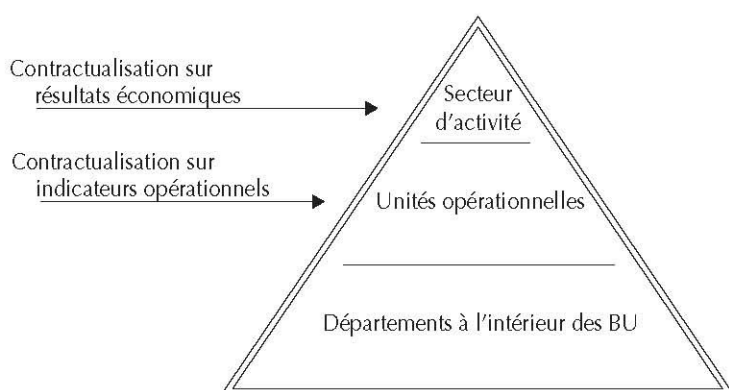 Contractualisation sur
résultats économiques
Secteur
d'activité
Contractualisation sur
indicateurs opérationnels
Unités opérationnelles
Départements à l'intérieur des BU